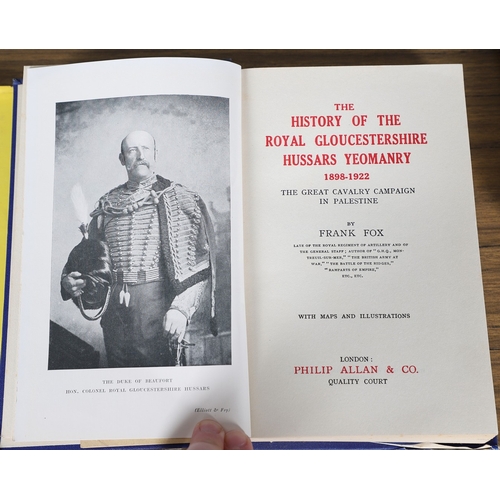 THE DUKE OF BEAUFORT
HON. COLONEL ROYAL GLOUCESTERSHIRE HUSSARS
(Elliott & Fry)
THE
HISTORY OF THE
ROYAL GLOUCESTERSHIRE
HUSSARS YEOMANRY
1898-1922
THE GREAT CAVALRY CAMPAIGN
IN PALESTINE
BY
FRANK FOX
LATE OF THE ROYAL REGIMENT OF ARTILLERY AND OF
THE GENERAL STAFF; AUTHOR OF "G.H.Q., MON-
TREUIL-SUR-MER," "THE BRITISH ARMY AT
WAR," "THE BATTLE OF THE RIDGES,"
"RAMPARTS OF EMPIRE,"
ETC., ETC.
WITH MAPS AND ILLUSTRATIONS
LONDON:
PHILIP ALLAN & CO.
QUALITY COURT